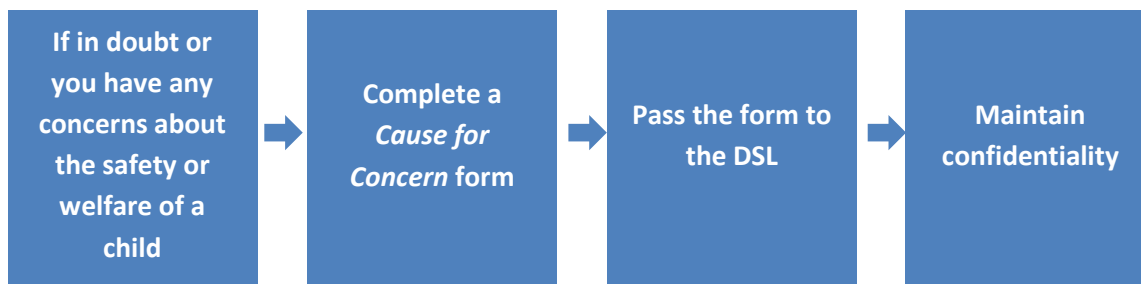 If in doubt or
you have any
concerns about
the safety or
welfare of a
child
Complete a
Cause for
Concern form
Pass the form to
the DSL
Maintain
confidentiality